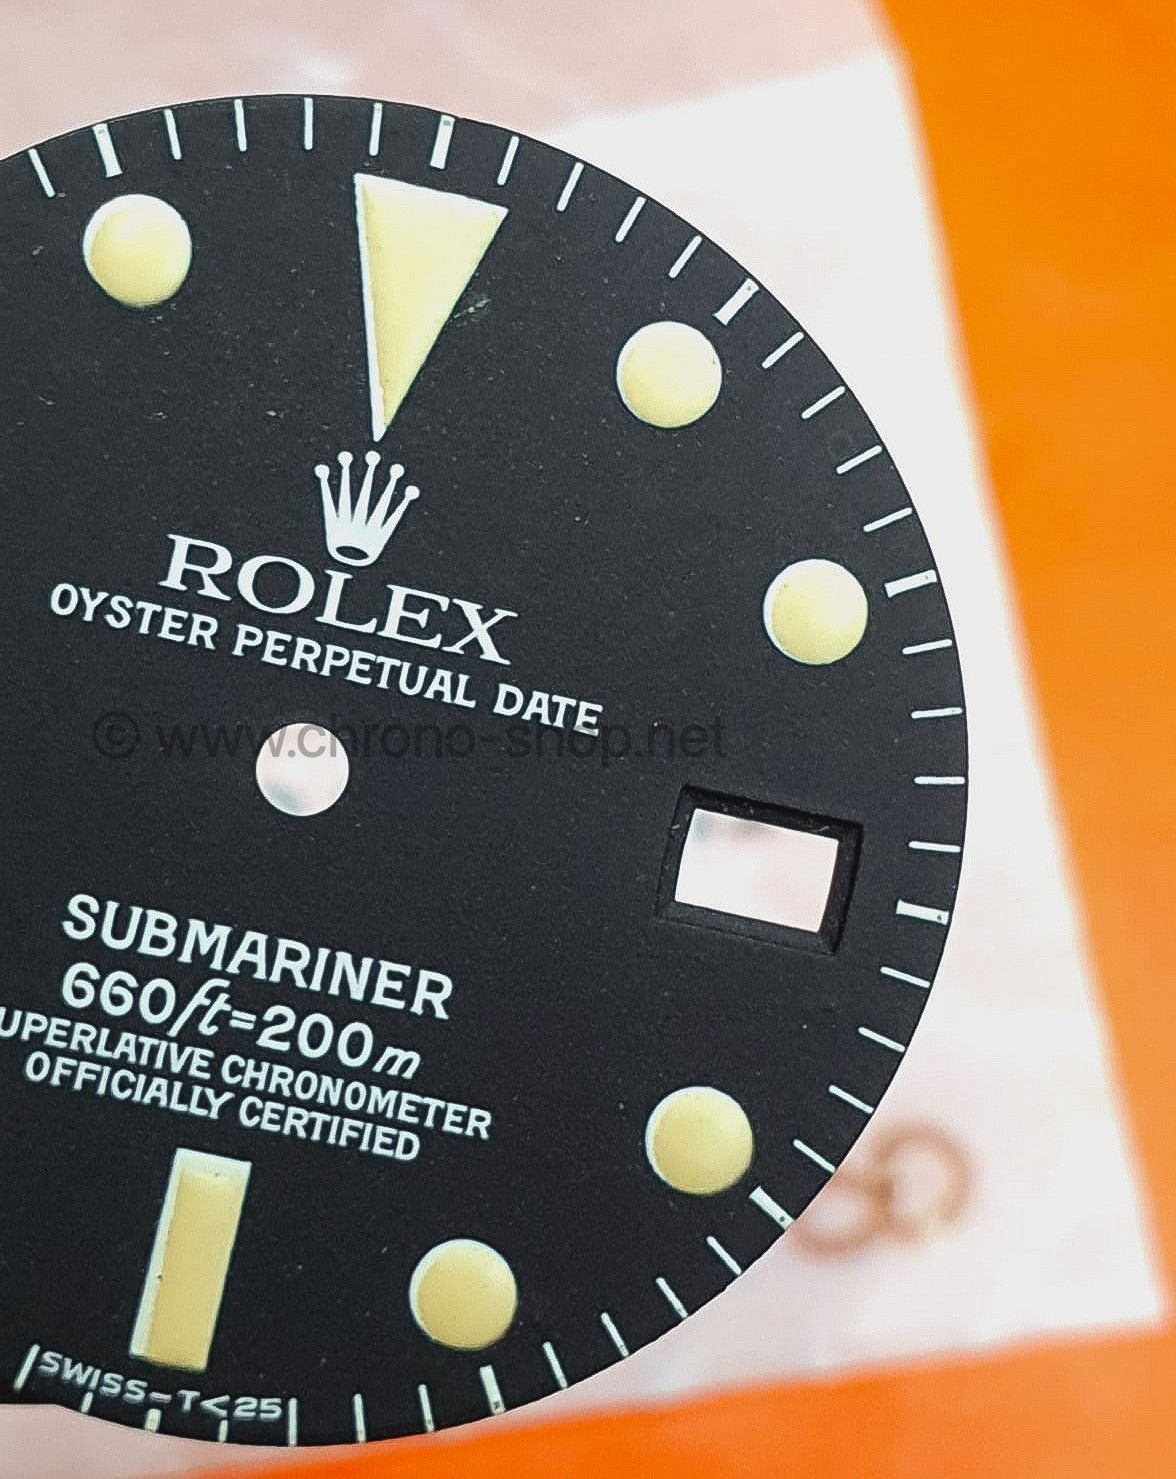 ROLEX
OYSTER PERPETUAL DATE
© www.chrono-shop.net
SUBMARINER
660ft=200m
UPERLATIVE CHRONOMETER
OFFICIALLY CERTIFIED
SWISS=T<25